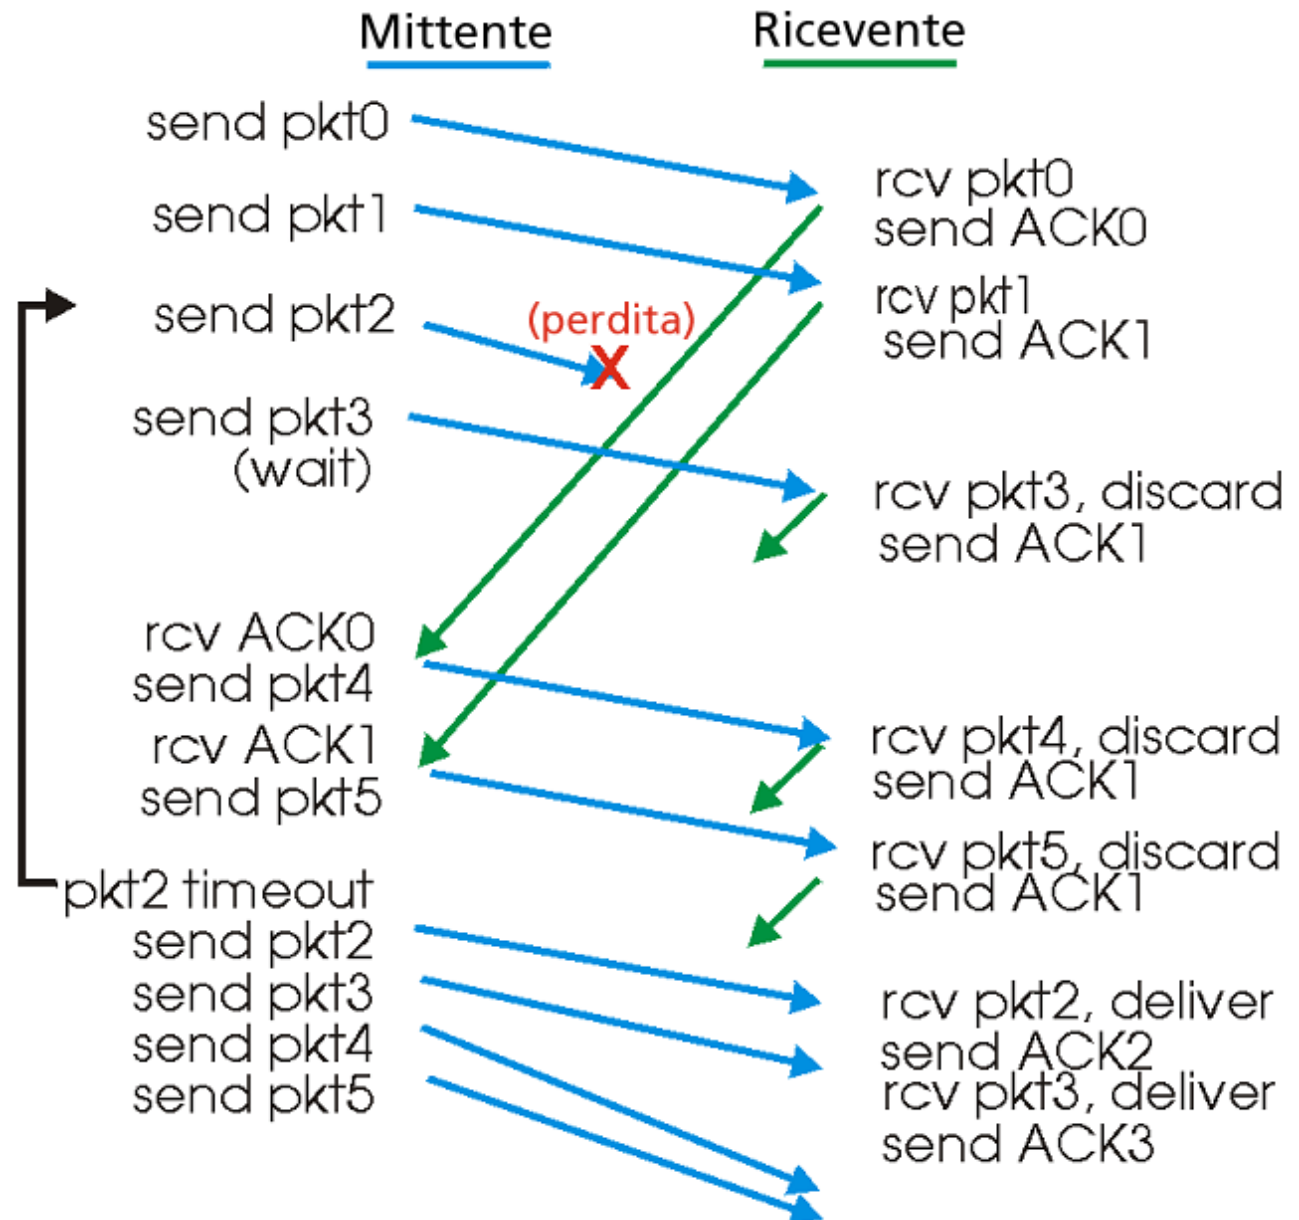 Mittente
Ricevente
send pkt0
rcv pkt0
send ACK0
send pkt1
rcv pkt1
send ACK1
send pkt2
(perdita)
X
send pkt3
(wait)
rcv pkt3, discard
send ACK1
rcv ACK0
send pkt4
rcv ACK1
send pkt5
rcv pkt4, discard
send ACK1
rcv pkt5, discard
send ACK1
pkt2 timeout
send pkt2
send pkt3
send pkt4
send pkt5
rcv pkt2, deliver
send ACK2
rcv pkt3, deliver
send ACK3